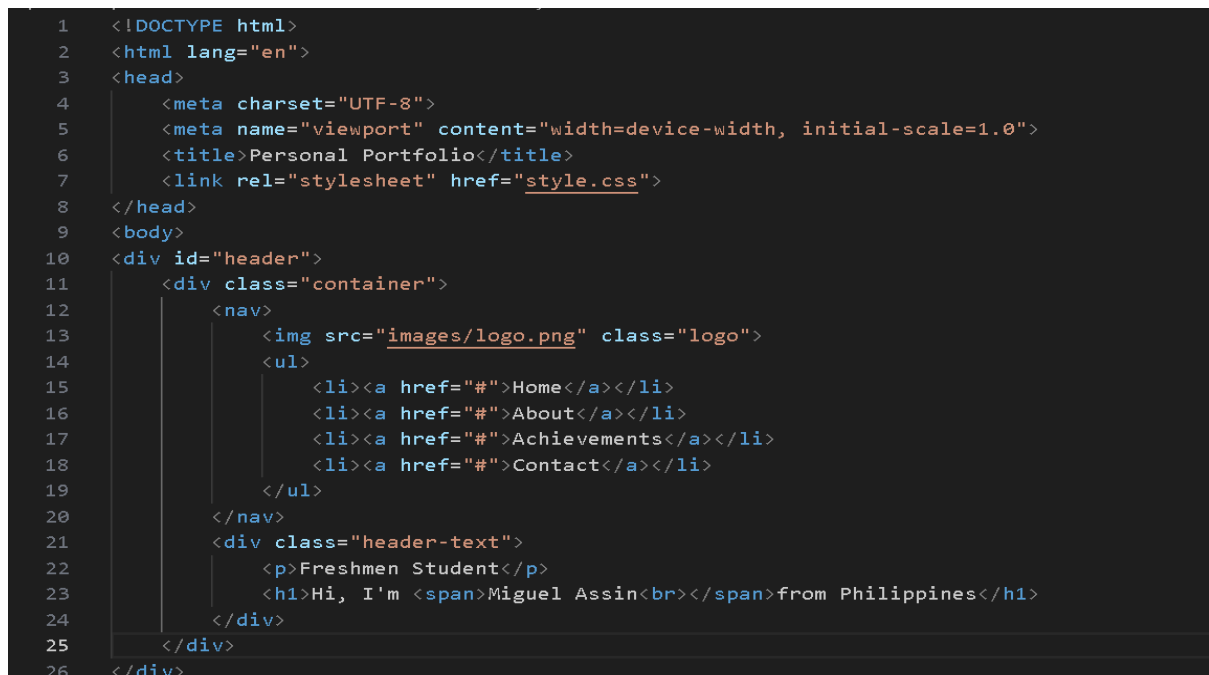 1 <!DOCTYPE html>
2 <html lang="en">
3 <head>
4     <meta charset="UTF-8">
5     <meta name="viewport" content="width=device-width, initial-scale=1.0">
6     <title>Personal Portfolio</title>
7     <link rel="stylesheet" href="style.css">
8 </head>
9 <body>
10 <div id="header">
11     <div class="container">
12         <nav>
13             <img src="images/logo.png" class="logo">
14             <ul>
15                 <li><a href="#">Home</a></li>
16                 <li><a href="#">About</a></li>
17                 <li><a href="#">Achievements</a></li>
18                 <li><a href="#">Contact</a></li>
19             </ul>
20         </nav>
21         <div class="header-text">
22             <p>Freshmen Student</p>
23             <h1>Hi, I'm <span>Miguel Assin<br></span>from Philippines</h1>
24         </div>
25     </div>
26 </div>